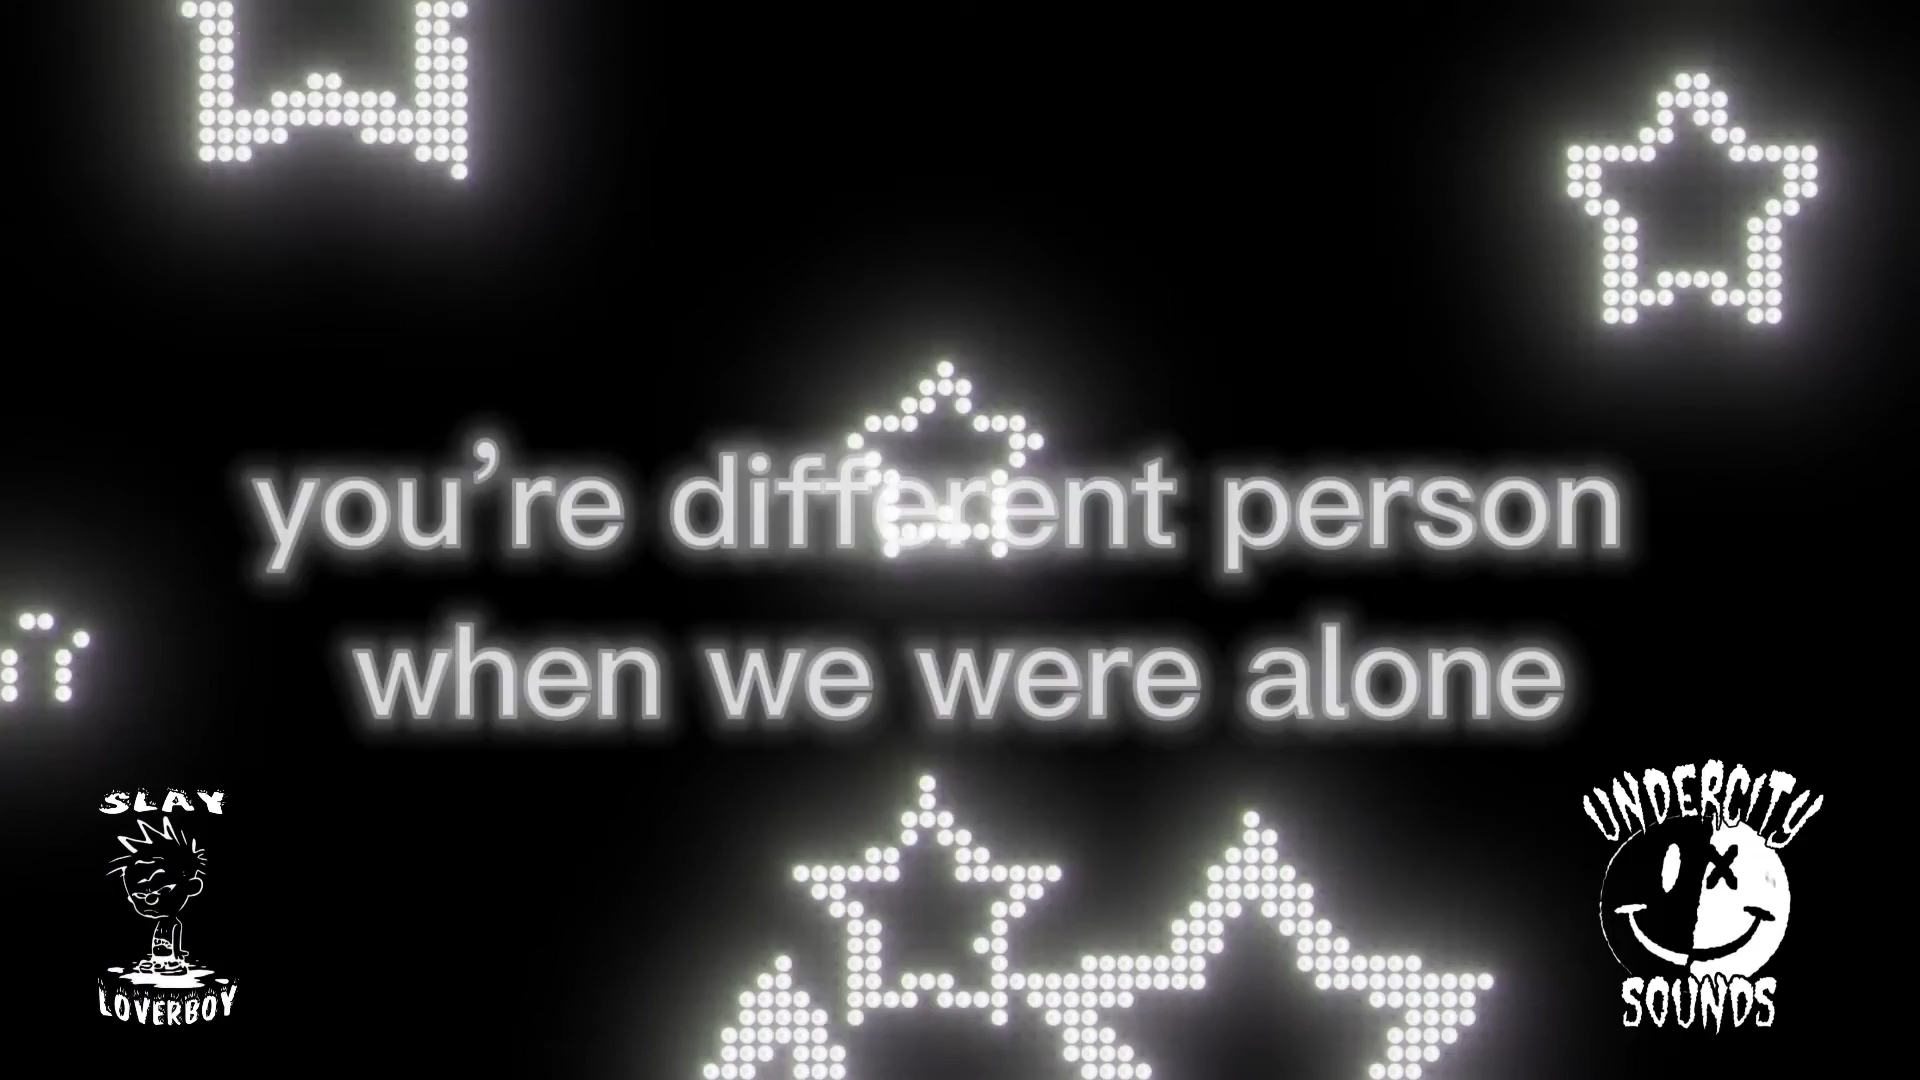 you’re different person
when we were alone
SLAY
LOVERBOY
UNDERCITY
SOUNDS